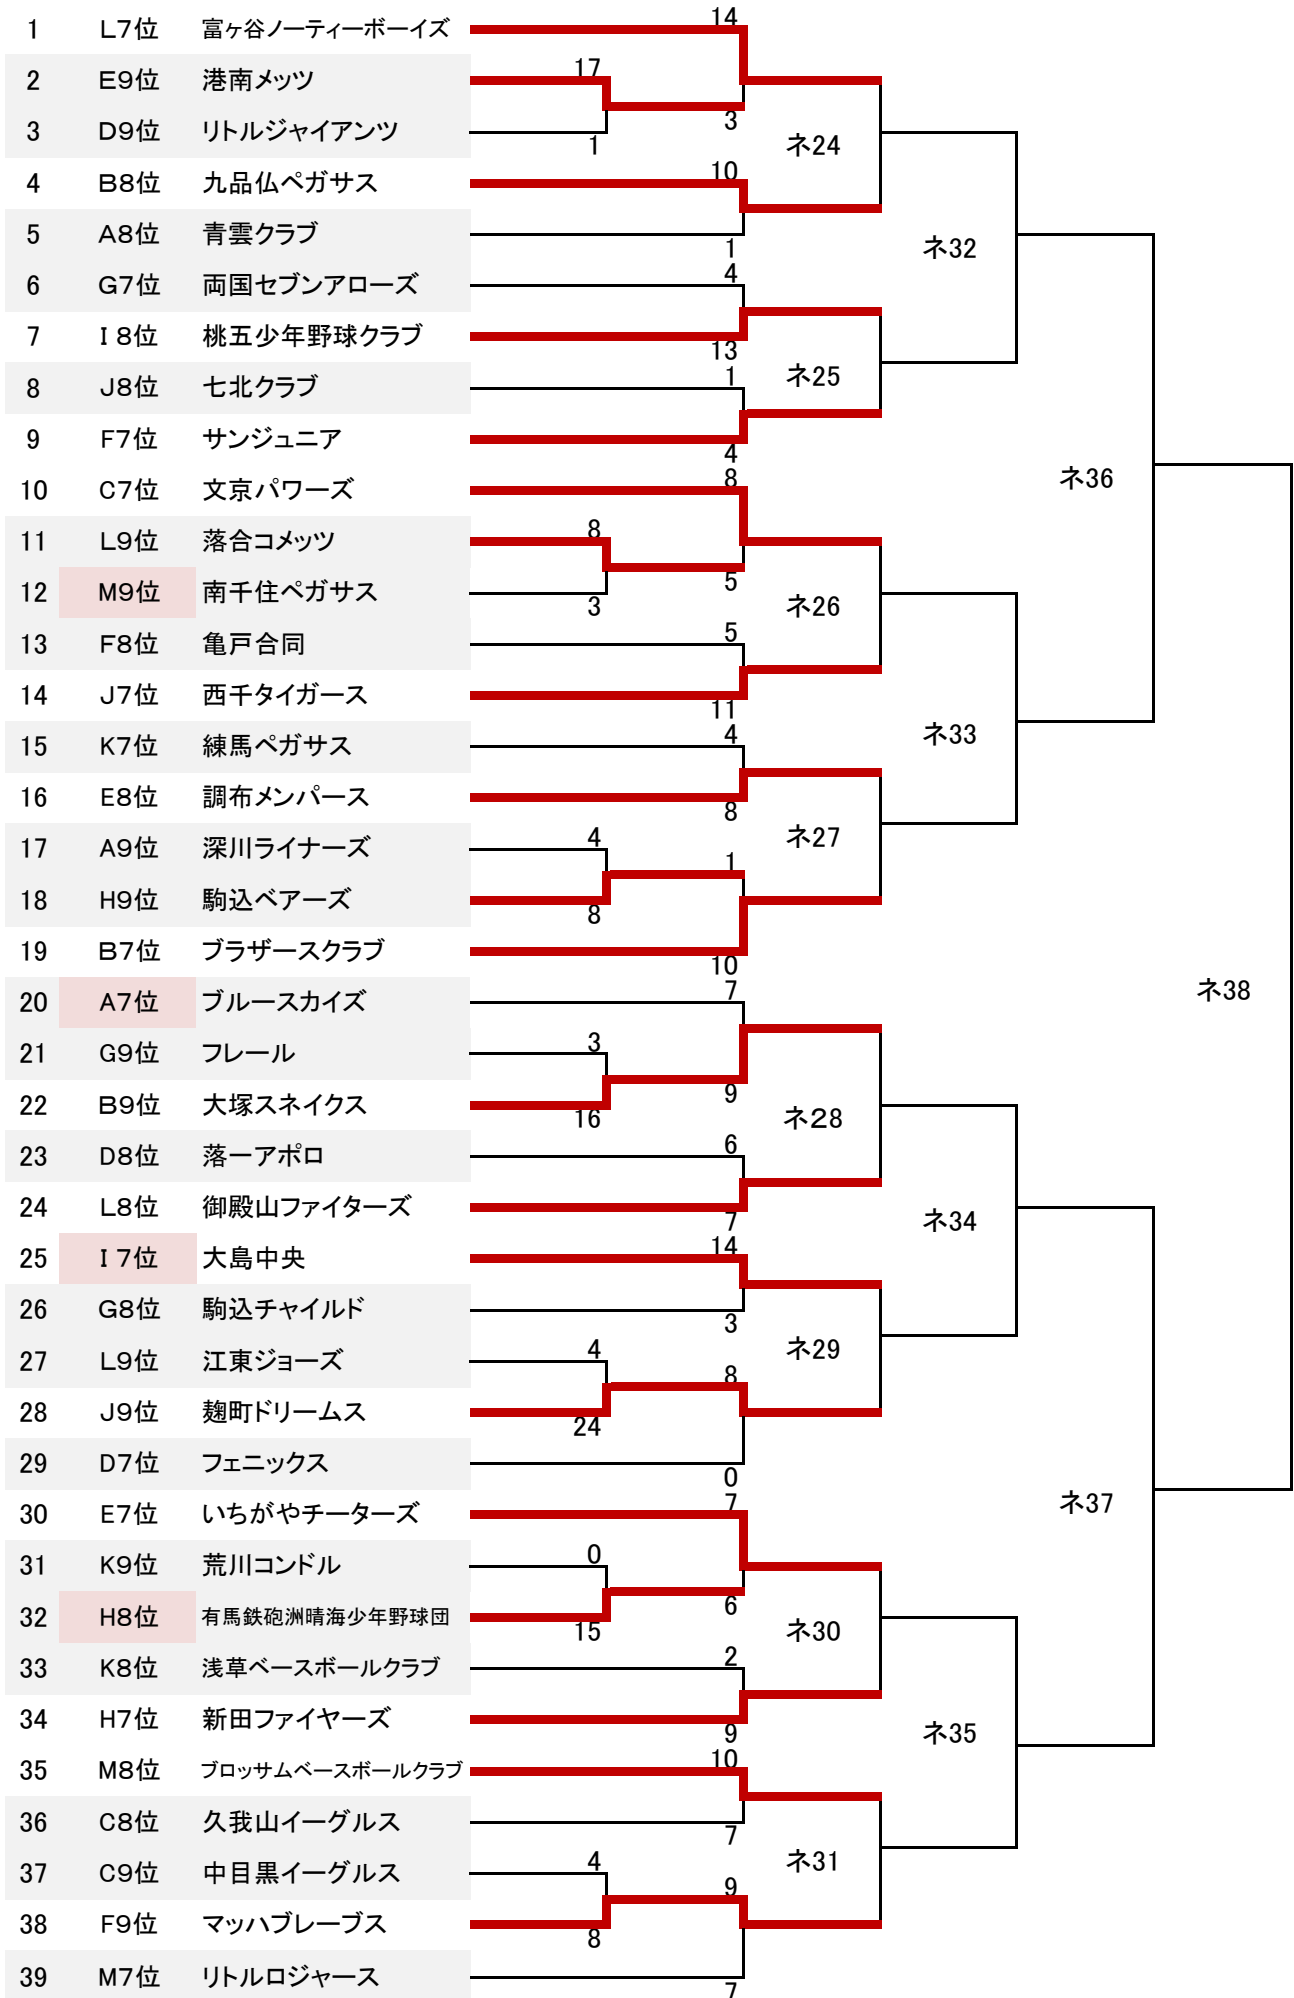 1 L7位 富ヶ谷ノーティーボーイズ 14
2 E9位 港南メッツ 17
3
3 D9位 リトルジャイアンツ 1
ネ24
4 B8位 九品仏ペガサス 10
5 A8位 青雲クラブ 1
ネ32
6 G7位 両国セブンアローズ 4
7 I8位 桃五少年野球クラブ 13
ネ25
8 J8位 七北クラブ 1
9 F7位 サンジュニア 4
10 C7位 文京パワーズ 8
ネ36
11 L9位 落合コメッツ 8
5
12 M9位 南千住ペガサス 3
ネ26
13 F8位 亀戸合同 5
14 J7位 西千タイガース 11
ネ33
15 K7位 練馬ペガサス 4
16 E8位 調布メンパース 8
ネ27
17 A9位 深川ライナーズ 4
1
18 H9位 駒込ベアーズ 8
19 B7位 ブラザースクラブ 10
ネ38
20 A7位 ブルースカイズ 7
21 G9位 フレール 3
9
22 B9位 大塚スネイクス 16
ネ28
23 D8位 落一アポロ 6
24 L8位 御殿山ファイターズ 7
ネ34
25 I7位 大島中央 14
26 G8位 駒込チャイルド 3
ネ29
27 L9位 江東ジョーズ 4
8
28 J9位 麹町ドリームス 24
29 D7位 フェニックス 0
ネ37
30 E7位 いちがやチーターズ 7
31 K9位 荒川コンドル 0
6
32 H8位 有馬鉄砲洲晴海少年野球団 15
ネ30
33 K8位 浅草ベースボールクラブ 2
34 H7位 新田ファイヤーズ 9
ネ35
35 M8位 ブロッサムベースボールクラブ 10
36 C8位 久我山イーグルス 7
ネ31
37 C9位 中目黒イーグルス 4
9
38 F9位 マッハブレーブス 8
39 M7位 リトルロジャース 7